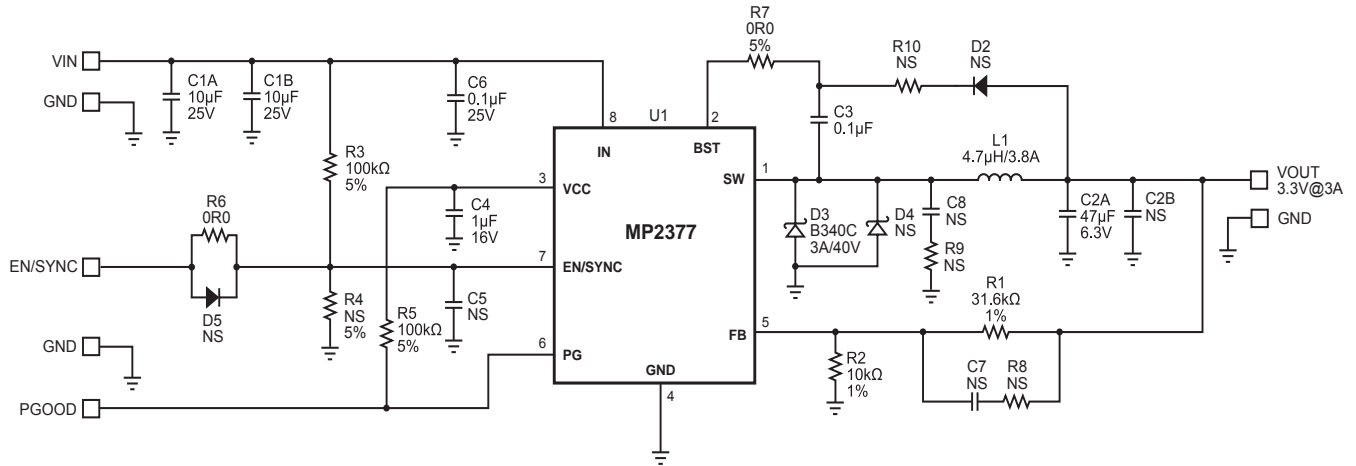 VIN
GND
C1A
10µF
25V
C1B
10µF
25V
C6
0.1µF
25V
R3
100kΩ
5%
R6
0R0
EN/SYNC
D5
NS
R4
NS
5%
R5
100kΩ
5%
C4
1µF
16V
C5
NS
GND
PGOOD
U1
8
IN
2
BST
3
VCC
SW
1
MP2377
7
EN/SYNC
FB
5
6
PG
GND
4
R7
0R0
5%
R10
NS
D2
NS
C3
0.1µF
L1
4.7µH/3.8A
D3
B340C
3A/40V
D4
NS
C8
NS
R9
NS
C2A
47µF
6.3V
C2B
NS
VOUT
3.3V@3A
GND
R1
31.6kΩ
1%
R2
10kΩ
1%
C7
NS
R8
NS